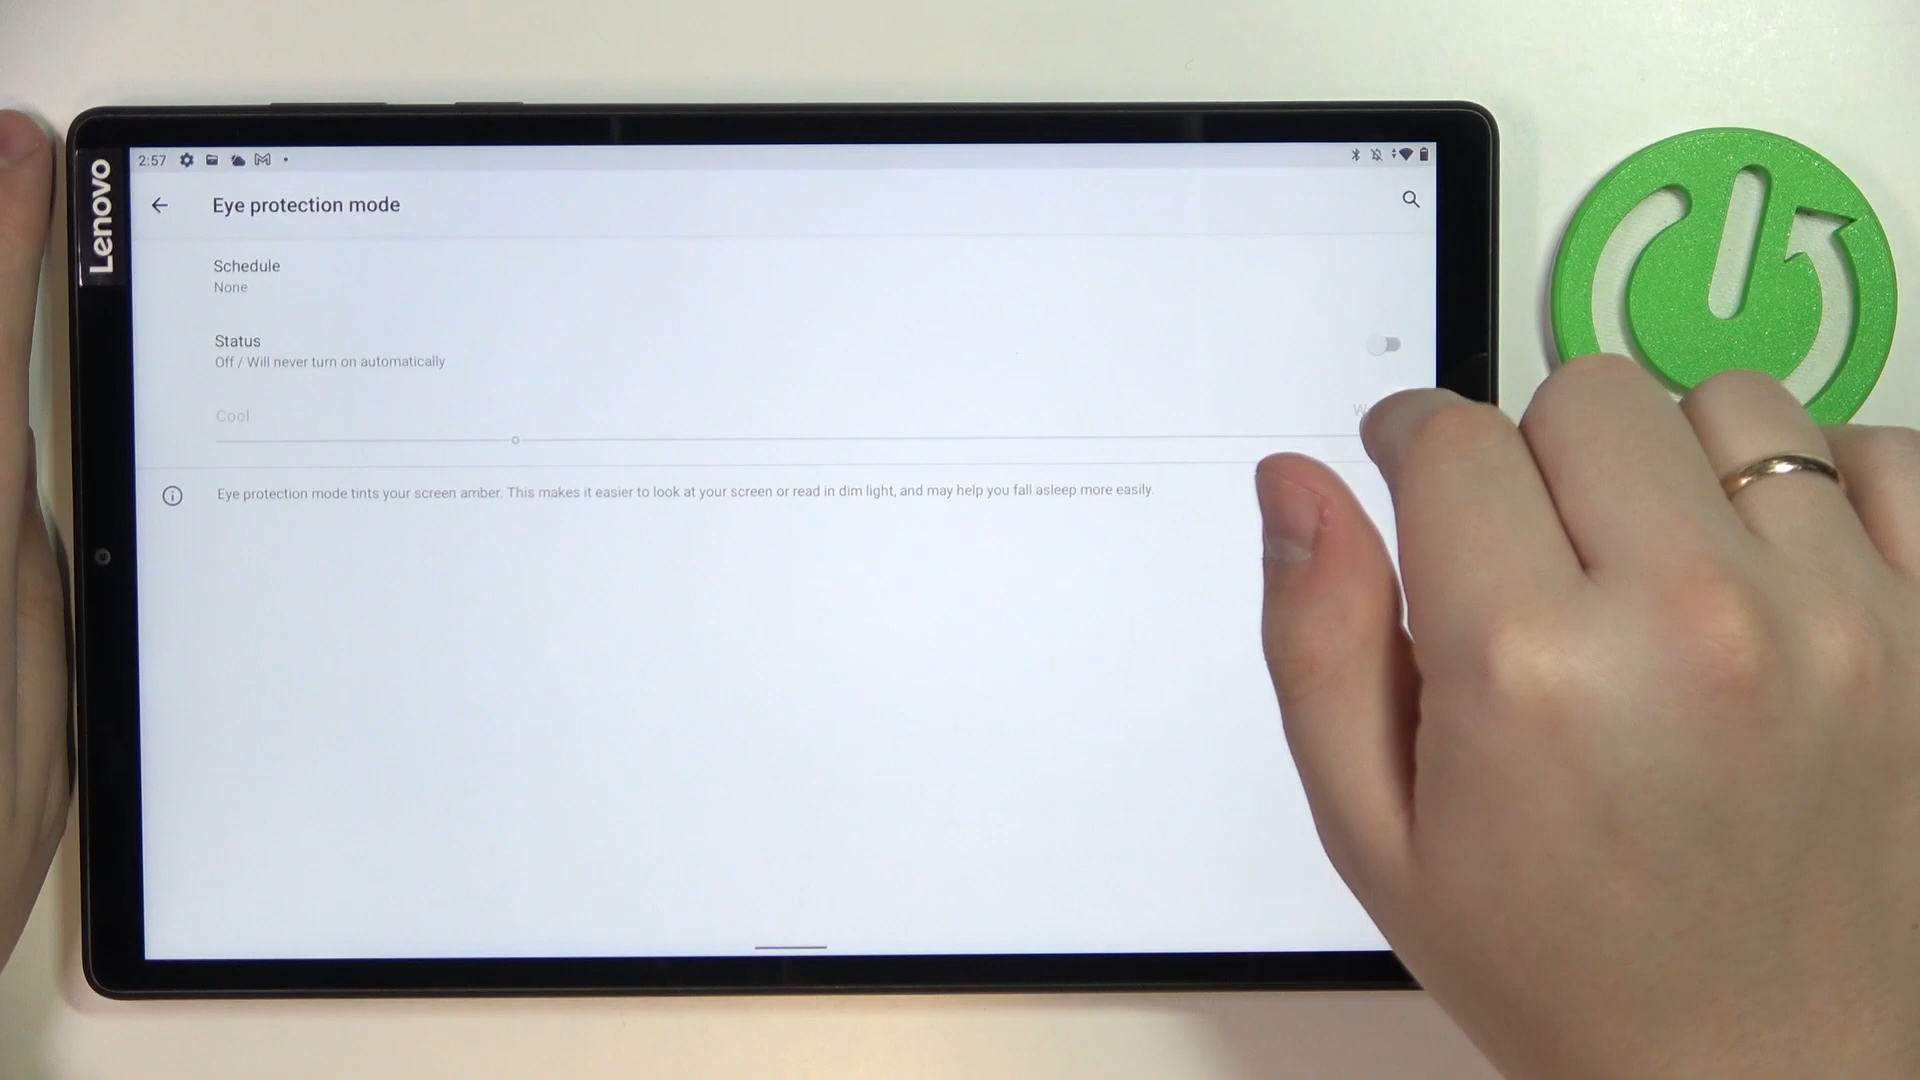 Lenovo
2:57
Eye protection mode
Schedule
None
Status
Off / Will never turn on automatically
Cool
Eye protection mode tints your screen amber. This makes it easier to look at your screen or read in dim light, and may help you fall asleep more easily.